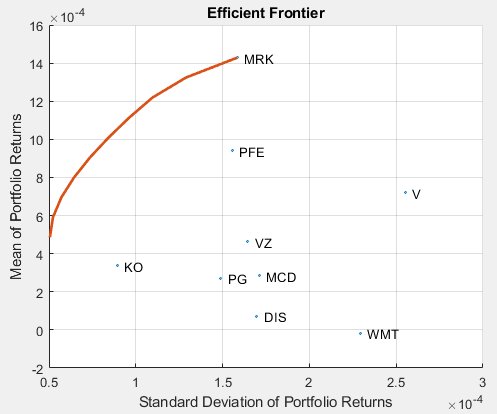 Efficient Frontier
×10-4
16
14
12
10
8
6
4
2
0
-2
Mean of Portfolio Returns
MRK
PFE
V
VZ
KO
PG
MCD
DIS
WMT
0.5
1
1.5
2
2.5
3
Standard Deviation of Portfolio Returns
×10-4